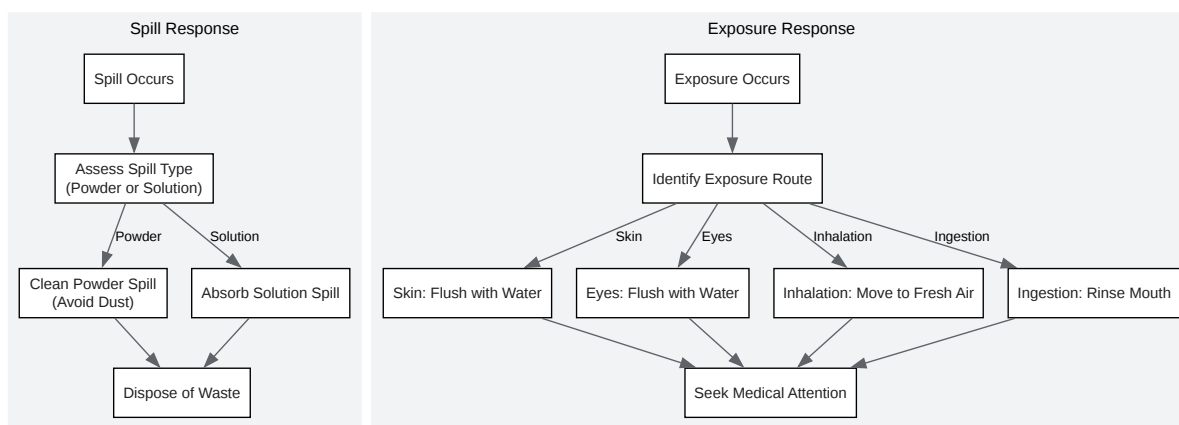 Spill Response
Spill Occurs
Assess Spill Type
(Powder or Solution)
Powder
Solution
Clean Powder Spill
(Avoid Dust)
Absorb Solution Spill
Dispose of Waste
Exposure Response
Exposure Occurs
Identify Exposure Route
Skin
Eyes
Inhalation
Ingestion
Skin: Flush with Water
Eyes: Flush with Water
Inhalation: Move to Fresh Air
Ingestion: Rinse Mouth
Seek Medical Attention